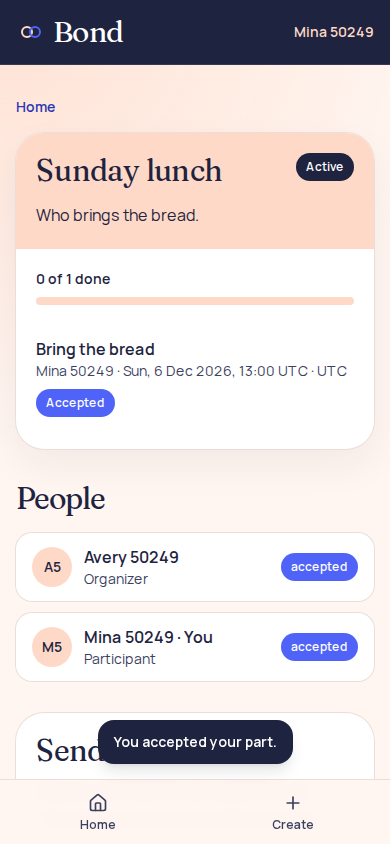 Bond
Mina 50249
Home
Sunday lunch
Active
Who brings the bread.
0 of 1 done
Bring the bread
Mina 50249 · Sun, 6 Dec 2026, 13:00 UTC · UTC
Accepted
People
A5
Avery 50249
Organizer
accepted
M5
Mina 50249 · You
Participant
accepted
Send
You accepted your part.
Home
Create